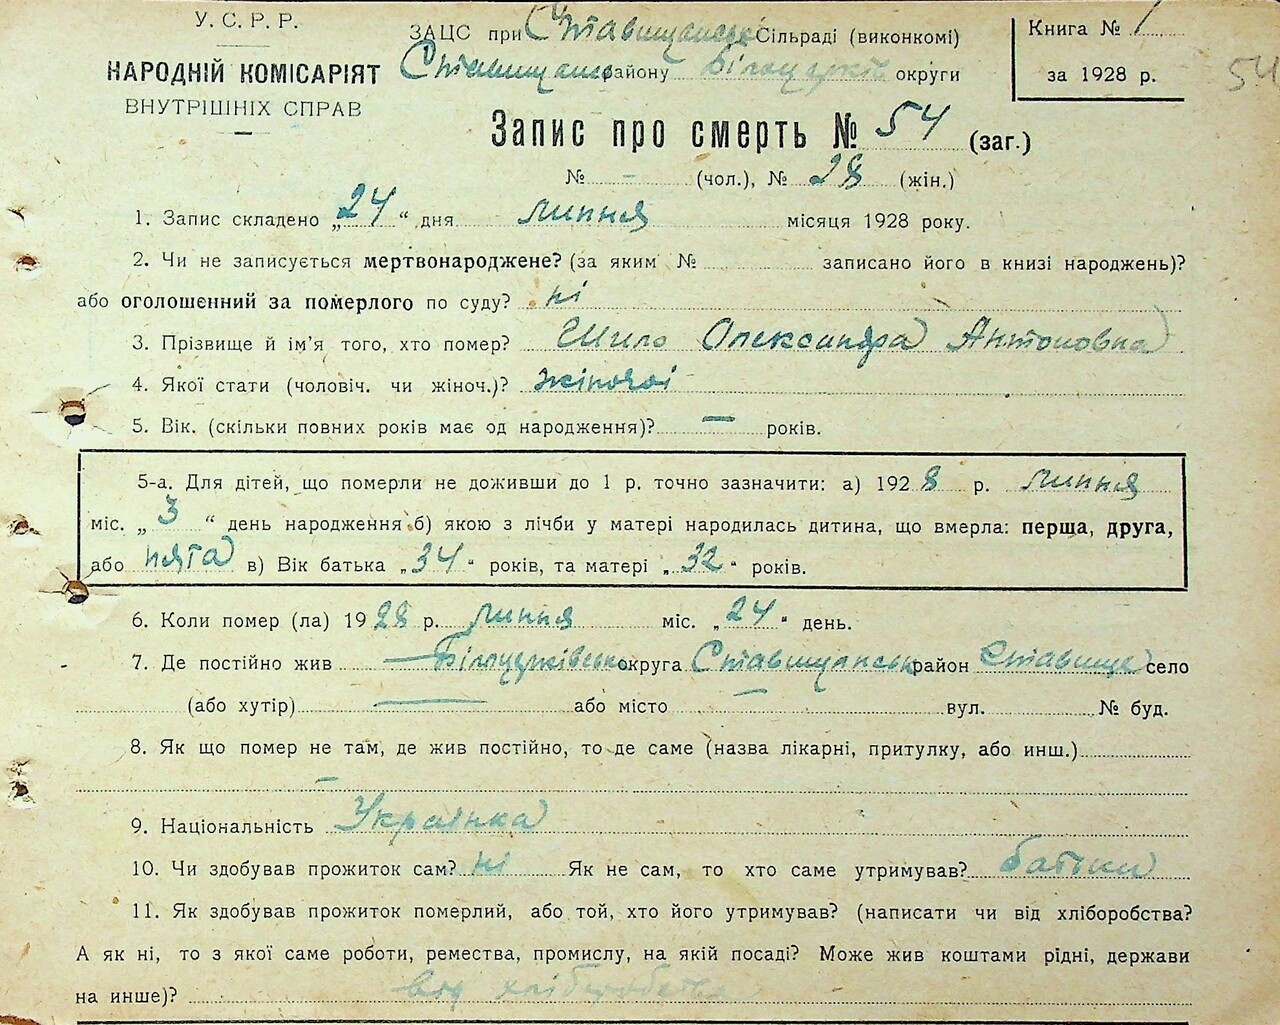 У. С. Р. Р.
НАРОДНІЙ КОМІСАРІЯТ
ВНУТРІШНІХ СПРАВ
ЗАЦС при Ставищанській Сільраді (виконкомі)
Ставищанс району Білоцерків округи
Книга № 1
за 1928 р.
54
Запис про смерть № 54 (заг.)
№ - (чол.), № 28 (жін.)
1. Запис складено „24“ дня липня місяця 1928 року.
2. Чи не записується мертвонароджене? (за яким № записано його в книзі народжень)?
або оголошенний за померлого по суду? ні
3. Прізвище й ім'я того, хто помер? Шило Олександра Антоновна
4. Якої стати (чоловіч. чи жіноч.)? жіночоі
5. Вік. (скільки повних років має од народження)? — років.
5-а. Для дітей, що померли не доживши до 1 р. точно зазначити: а) 1928 р. липня
міс. „3“ день народження б) якою з лічби у матері народилась дитина, що вмерла: перша, друга,
або пята в) Вік батька „34“ років, та матері „32“ років.
6. Коли помер (ла) 1928 р. липня міс. „24“ день.
7. Де постійно жив — Білоцерківська округа Ставищанськ район Ставище село
(або хутір) — або місто — вул. № буд.
8. Як що помер не там, де жив постійно, то де саме (назва лікарні, притулку, або инш.)
—
9. Національність Українка
10. Чи здобував прожиток сам? ні Як не сам, то хто саме утримував? батьки
11. Як здобував прожиток померлий, або той, хто його утримував? (написати чи від хліборобства?
А як ні, то з якої саме роботи, ремества, промислу, на якій посаді? Може жив коштами рідні, держави
на инше)? від хліборобства